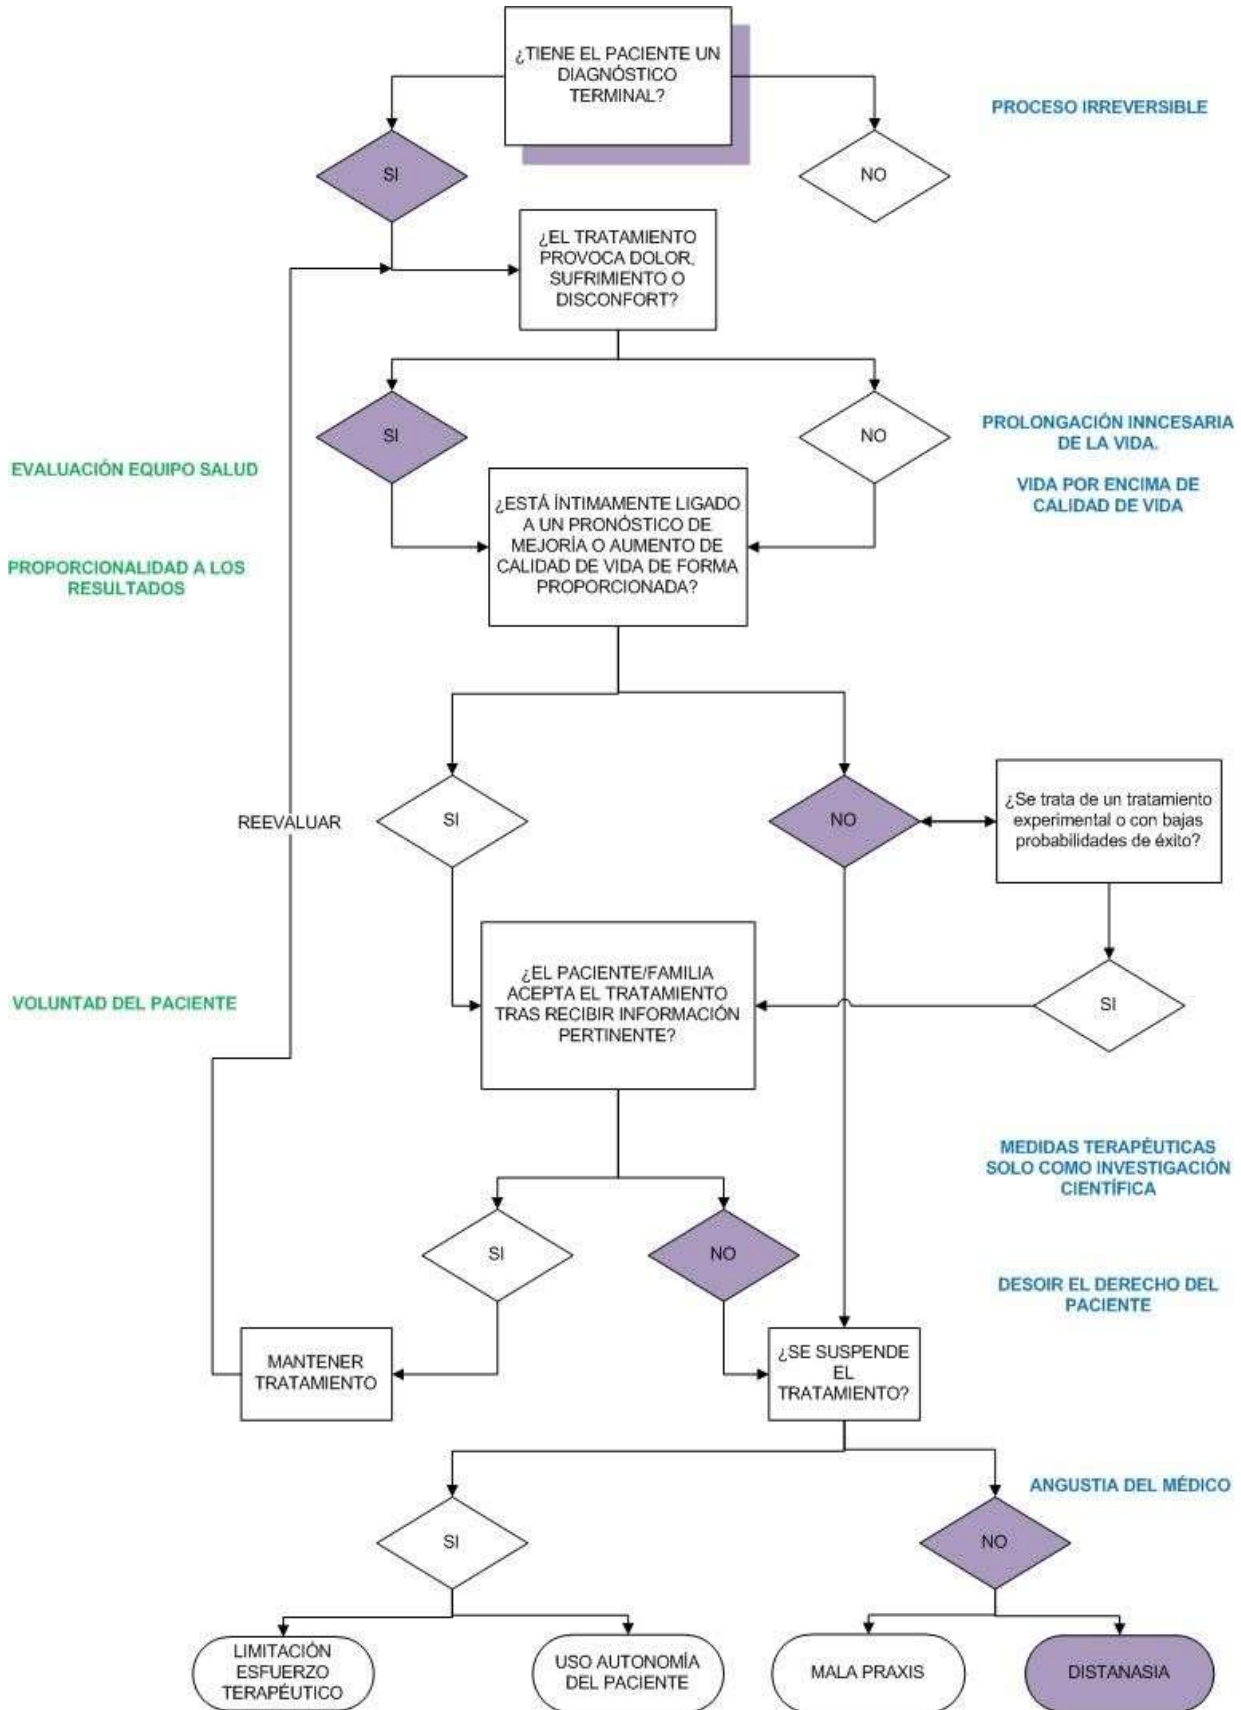 ¿TIENE EL PACIENTE UN
DIAGNÓSTICO
TERMINAL?
PROCESO IRREVERSIBLE
SI
NO
¿EL TRATAMIENTO
PROVOCA DOLOR,
SUFRIMIENTO O
DISCONFORT?
SI
NO
PROLONGACIÓN INNCESARIA
DE LA VIDA.
VIDA POR ENCIMA DE
CALIDAD DE VIDA
EVALUACIÓN EQUIPO SALUD
PROPORCIONALIDAD A LOS
RESULTADOS
¿ESTÁ ÍNTIMAMENTE LIGADO
A UN PRONÓSTICO DE
MEJORÍA O AUMENTO DE
CALIDAD DE VIDA DE FORMA
PROPORCIONADA?
REEVALUAR
SI
NO
¿Se trata de un tratamiento
experimental o con bajas
probabilidades de éxito?
VOLUNTAD DEL PACIENTE
¿EL PACIENTE/FAMILIA
ACEPTA EL TRATAMIENTO
TRAS RECIBIR INFORMACIÓN
PERTINENTE?
SI
MEDIDAS TERAPÉUTICAS
SOLO COMO INVESTIGACIÓN
CIENTÍFICA
SI
NO
DESOIR EL DERECHO DEL
PACIENTE
MANTENER
TRATAMIENTO
¿SE SUSPENDE
EL
TRATAMIENTO?
ANGUSTIA DEL MÉDICO
SI
NO
LIMITACIÓN
ESFUERZO
TERAPÉUTICO
USO AUTONOMÍA
DEL PACIENTE
MALA PRAXIS
DISTANASIA